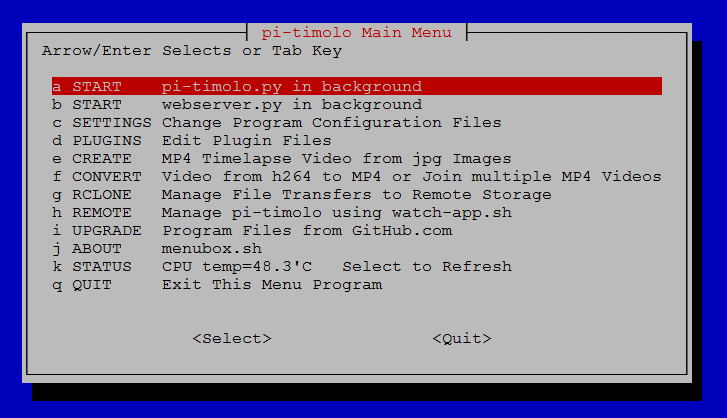 pi-timolo Main Menu
Arrow/Enter Selects or Tab Key
a START pi-timolo.py in background
b START webserver.py in background
c SETTINGS Change Program Configuration Files
d PLUGINS Edit Plugin Files
e CREATE MP4 Timelapse Video from jpg Images
f CONVERT Video from h264 to MP4 or Join multiple MP4 Videos
g RCLONE Manage File Transfers to Remote Storage
h REMOTE Manage pi-timolo using watch-app.sh
i UPGRADE Program Files from GitHub.com
j ABOUT menubox.sh
k STATUS CPU temp=48.3'C Select to Refresh
q QUIT Exit This Menu Program
<Select> <Quit>